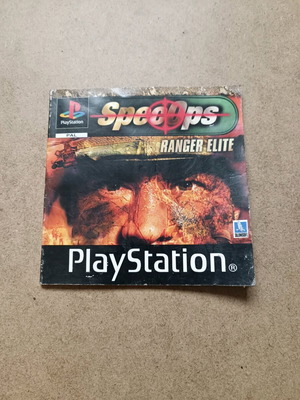 PlayStation
PAL
SpecOps
RANGER ELITE
PlayStation®